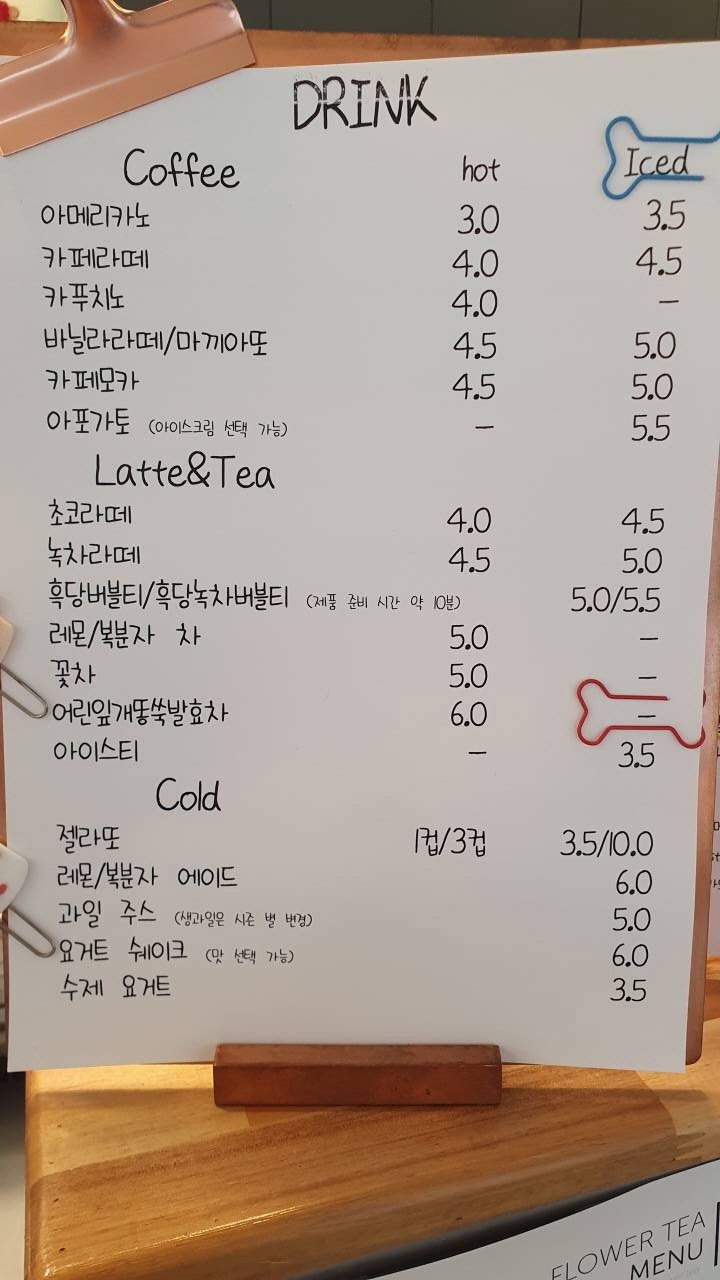 DRINK
Coffee hot Iced
아메리카노 3.0 3.5
카페라떼 4.0 4.5
카푸치노 4.0 -
바닐라라떼/마끼아또 4.5 5.0
카페모카 4.5 5.0
아포가토 (아이스크림 선택 가능) - 5.5
Latte&Tea
초코라떼 4.0 4.5
녹차라떼 4.5 5.0
흑당버블티/흑당녹차버블티 (제품 준비 시간 약 10분) 5.0/5.5
레몬/복분자 차 5.0 -
꽃차 5.0 -
어린잎개똥쑥발효차 6.0 -
아이스티 - 3.5
Cold
젤라또 1컵/3컵 3.5/10.0
레몬/복분자 에이드 6.0
과일 주스 (생과일은 시즌 별 변경) 5.0
요거트 쉐이크 (맛 선택 가능) 6.0
수제 요거트 3.5
FLOWER TEA
MENU